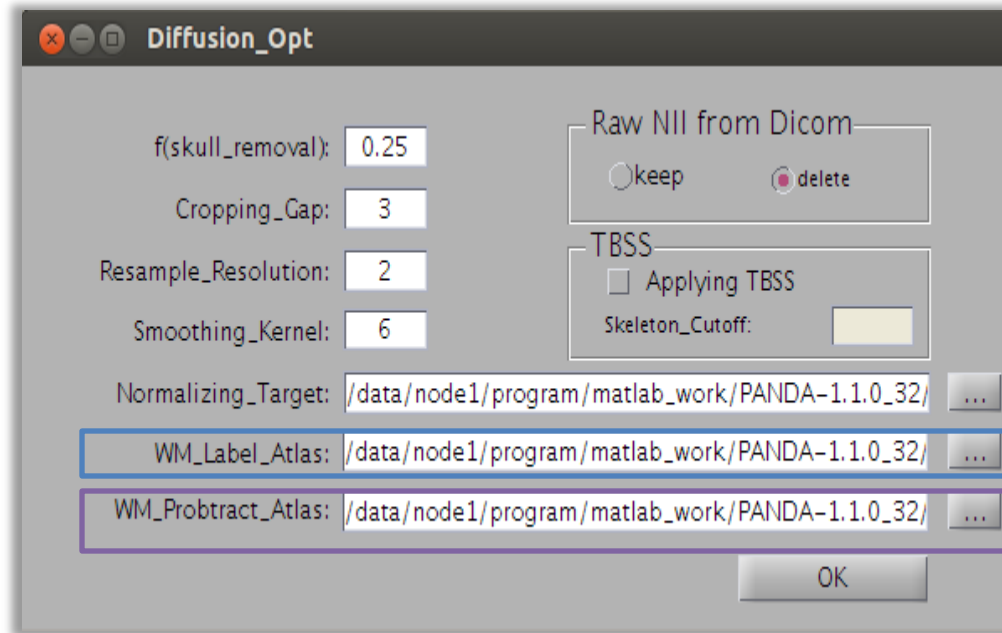 Diffusion_Opt
f(skull_removal): 0.25
Cropping_Gap: 3
Resample_Resolution: 2
Smoothing_Kernel: 6
Raw NII from Dicom
keep delete
TBSS
Applying TBSS
Skeleton_Cutoff:
Normalizing_Target: /data/node1/program/matlab_work/PANDA-1.1.0_32/ ...
WM_Label_Atlas: /data/node1/program/matlab_work/PANDA-1.1.0_32/ ...
WM_Probtract_Atlas: /data/node1/program/matlab_work/PANDA-1.1.0_32/ ...
OK